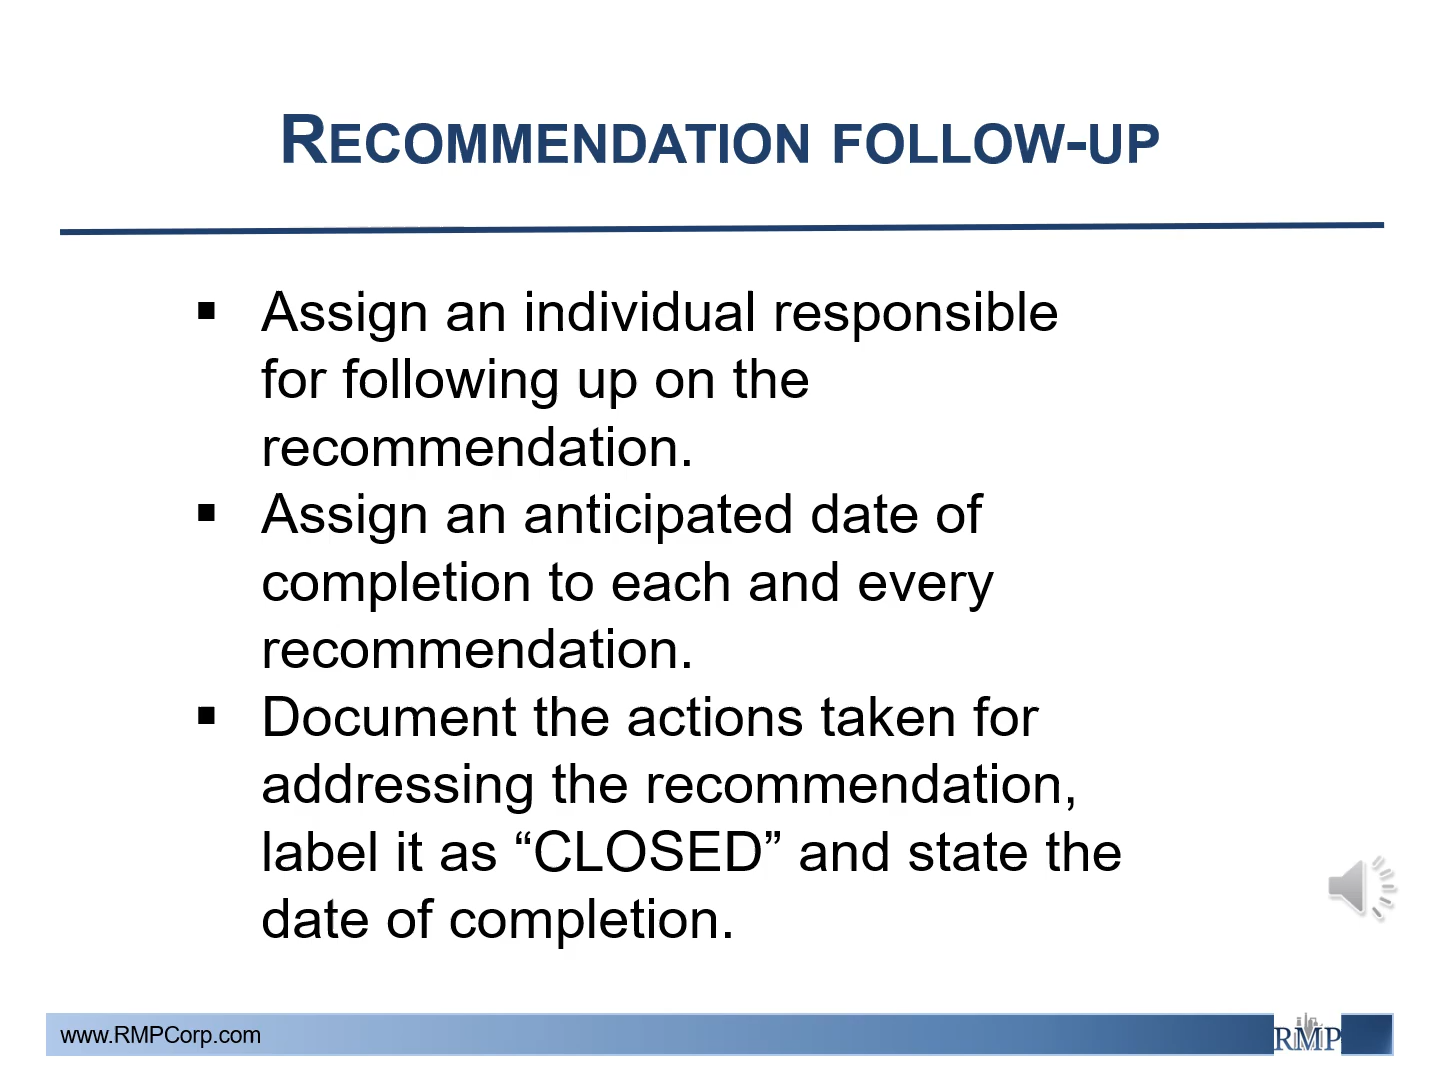 RECOMMENDATION FOLLOW-UP
▪ Assign an individual responsible
for following up on the
recommendation.
▪ Assign an anticipated date of
completion to each and every
recommendation.
▪ Document the actions taken for
addressing the recommendation,
label it as “CLOSED” and state the
date of completion.
www.RMPCorp.com
RMP